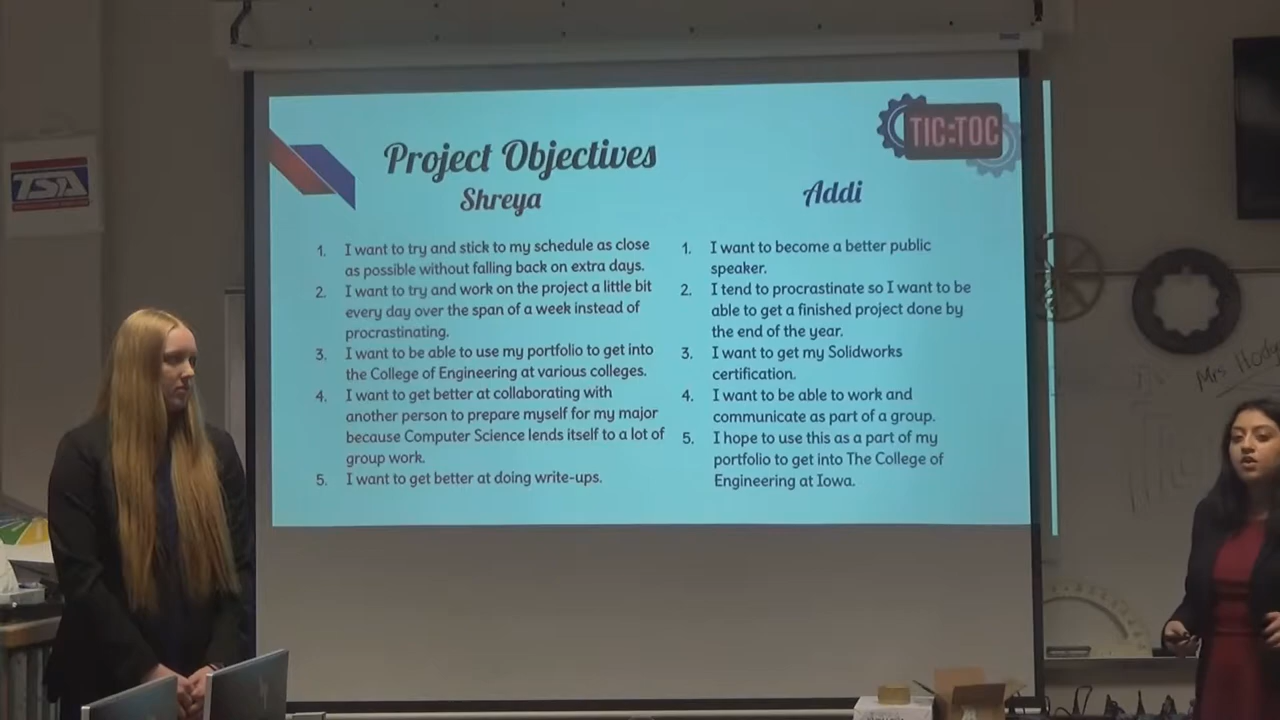 TSA
TIC:TOC
Project Objectives
Shreya
1. I want to try and stick to my schedule as close
as possible without falling back on extra days.
2. I want to try and work on the project a little bit
every day over the span of a week instead of
procrastinating.
3. I want to be able to use my portfolio to get into
the College of Engineering at various colleges.
4. I want to get better at collaborating with
another person to prepare myself for my major
because Computer Science lends itself to a lot of
group work.
5. I want to get better at doing write-ups.
Addi
1. I want to become a better public
speaker.
2. I tend to procrastinate so I want to be
able to get a finished project done by
the end of the year.
3. I want to get my Solidworks
certification.
4. I want to be able to work and
communicate as part of a group.
5. I hope to use this as a part of my
portfolio to get into The College of
Engineering at Iowa.
Mrs